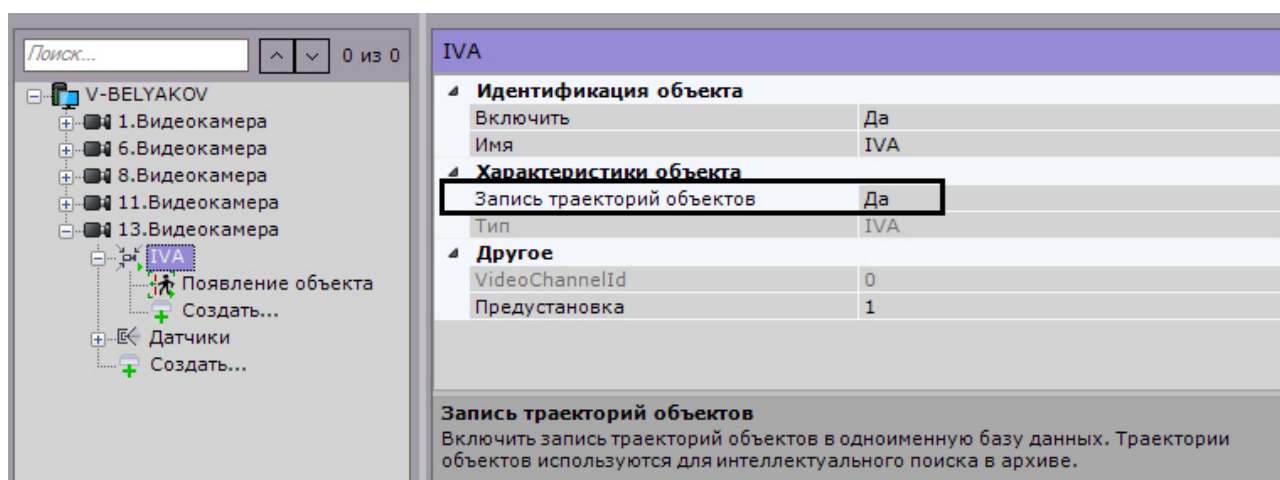 Поиск...
0 из 0
V-BELYAKOV
1.Видеокамера
6.Видеокамера
8.Видеокамера
11.Видеокамера
13.Видеокамера
IVA
Появление объекта
Создать...
Датчики
Создать...
IVA
Идентификация объекта
Включить Да
Имя IVA
Характеристики объекта
Запись траекторий объектов Да
Тип IVA
Другое
VideoChannelId 0
Предустановка 1
Запись траекторий объектов
Включить запись траекторий объектов в одноименную базу данных. Траектории
объектов используются для интеллектуального поиска в архиве.